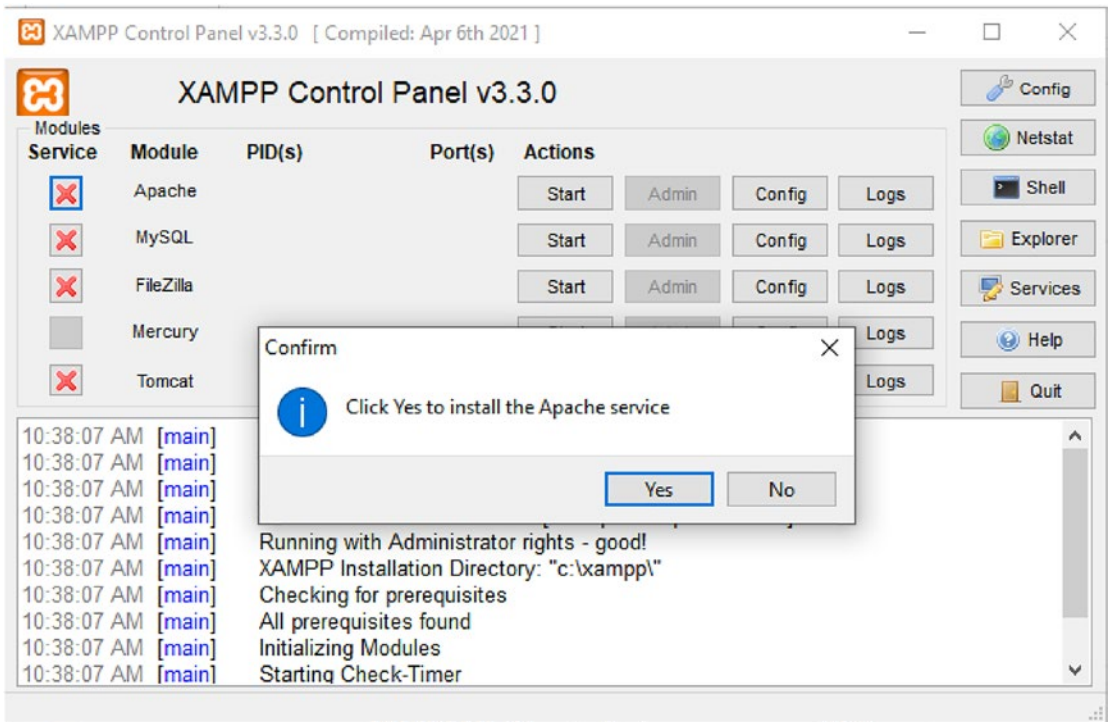 XAMPP Control Panel v3.3.0 [ Compiled: Apr 6th 2021 ]
XAMPP Control Panel v3.3.0
Config
Modules
Service Module PID(s) Port(s) Actions
Netstat
Apache Start Admin Config Logs
Shell
MySQL Start Admin Config Logs
Explorer
FileZilla Start Admin Config Logs
Services
Mercury Logs
Help
Tomcat Logs
Quit
Confirm
Click Yes to install the Apache service
Yes No
10:38:07 AM [main]
10:38:07 AM [main]
10:38:07 AM [main]
10:38:07 AM [main]
10:38:07 AM [main] Running with Administrator rights - good!
10:38:07 AM [main] XAMPP Installation Directory: "c:\xampp\"
10:38:07 AM [main] Checking for prerequisites
10:38:07 AM [main] All prerequisites found
10:38:07 AM [main] Initializing Modules
10:38:07 AM [main] Starting Check-Timer